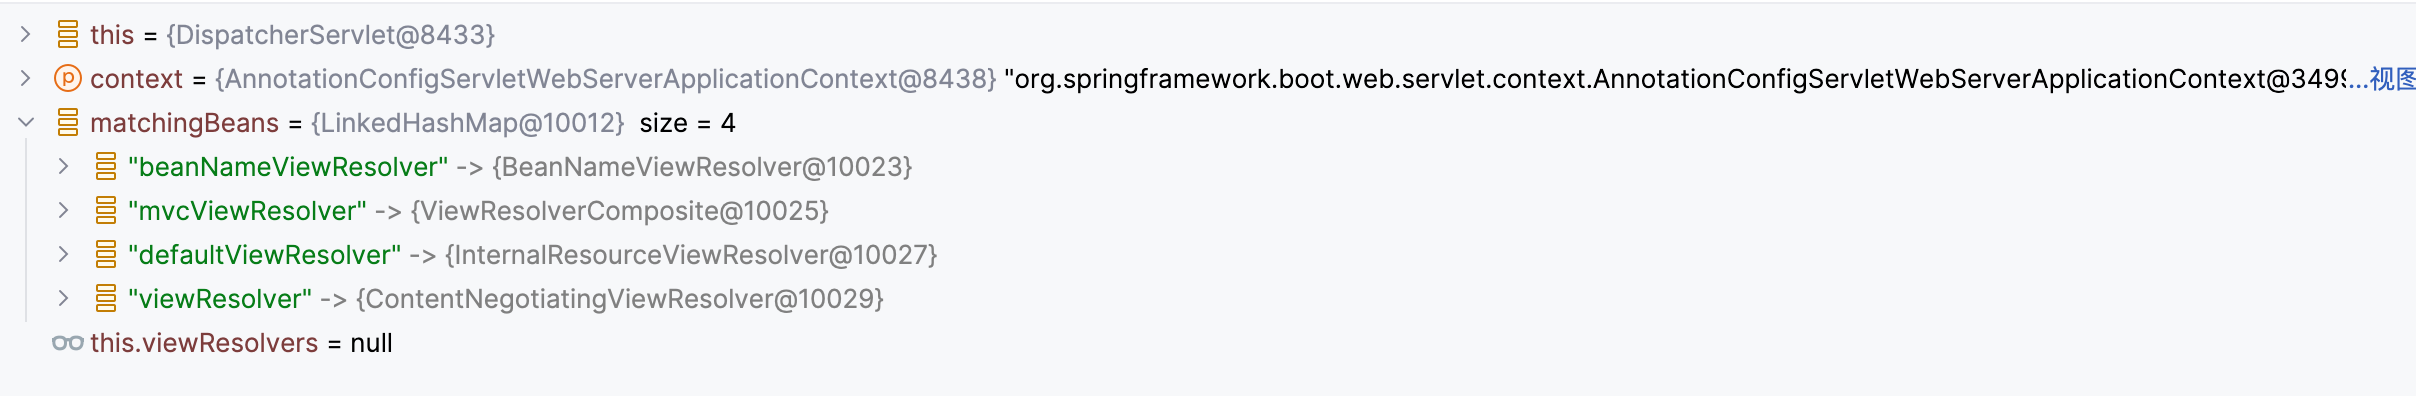 this = {DispatcherServlet@8433}
p context = {AnnotationConfigServletWebServerApplicationContext@8438} "org.springframework.boot.web.servlet.context.AnnotationConfigServletWebServerApplicationContext@349...视图
matchingBeans = {LinkedHashMap@10012} size = 4
"beanNameViewResolver" -> {BeanNameViewResolver@10023}
"mvcViewResolver" -> {ViewResolverComposite@10025}
"defaultViewResolver" -> {InternalResourceViewResolver@10027}
"viewResolver" -> {ContentNegotiatingViewResolver@10029}
this.viewResolvers = null